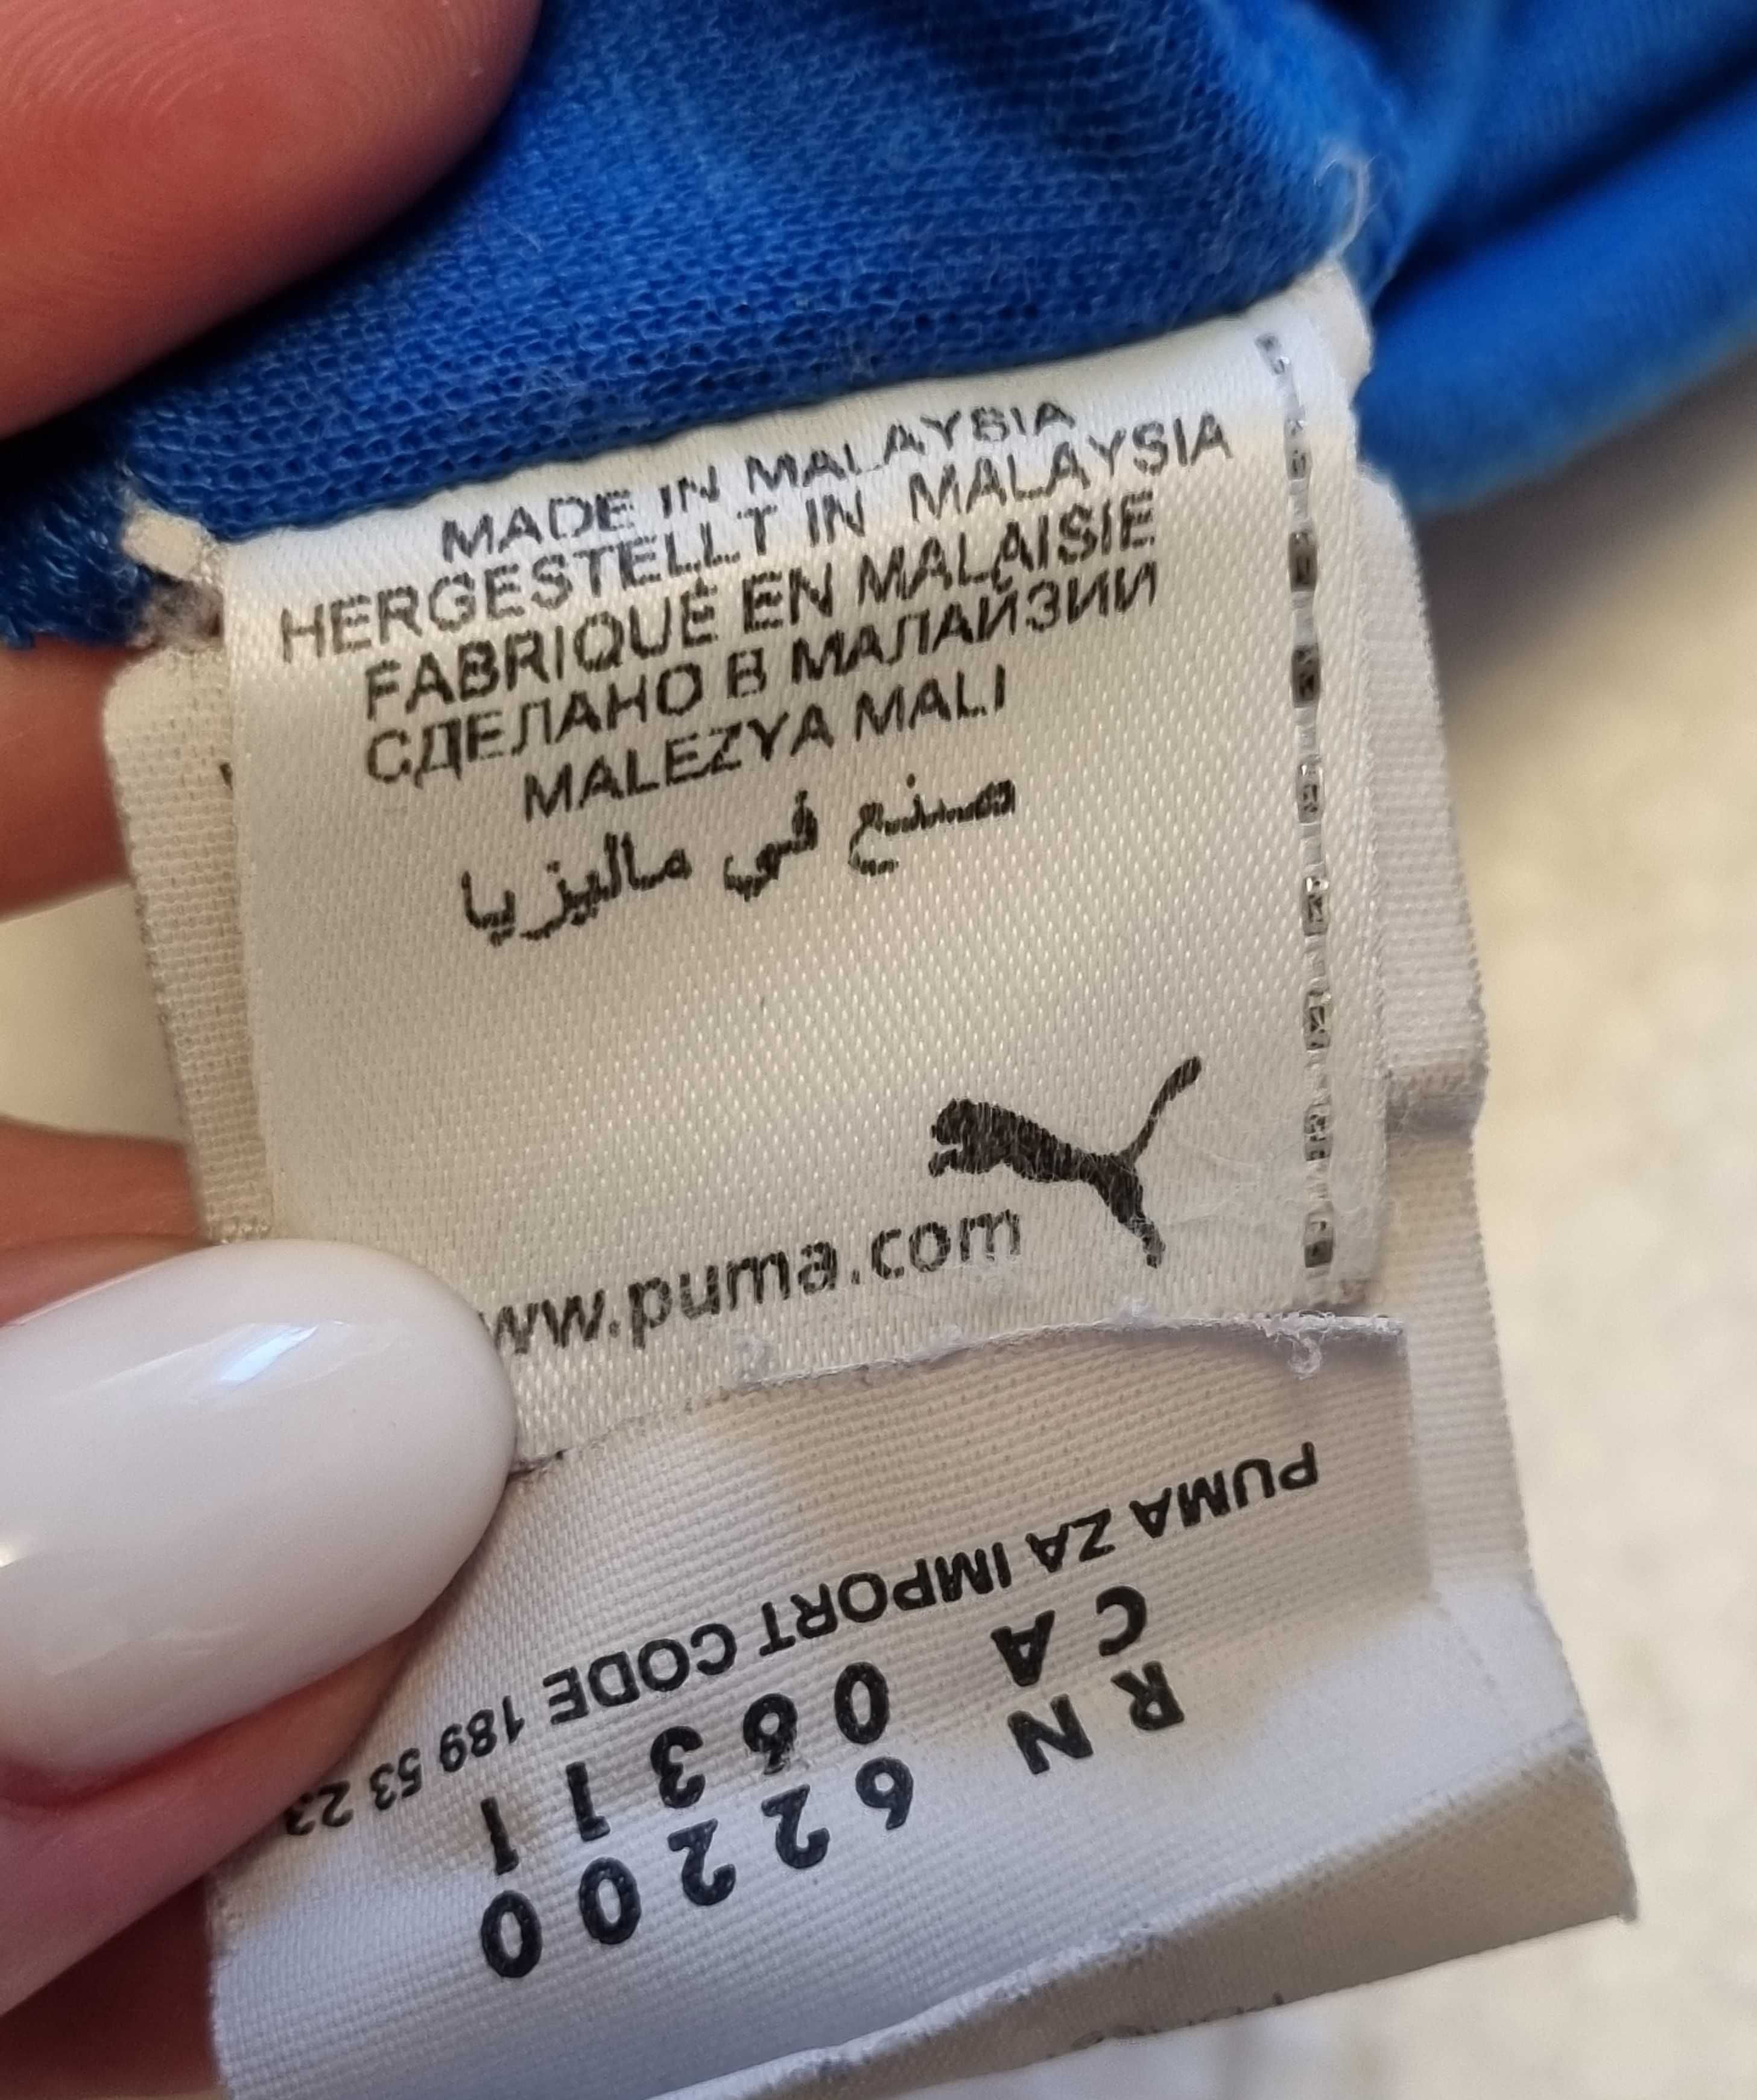 MADE IN MALAYSIA
HERGESTELLT IN MALAYSIA
FABRIQUÉ EN MALAISIE
СДЕЛАНО В МАЛАЙЗИИ
MALEZYA MALI
صنع في ماليزيا
ww.puma.com
RN 62200
CA 06311
PUMA ZA IMPORT CODE 189 53 23